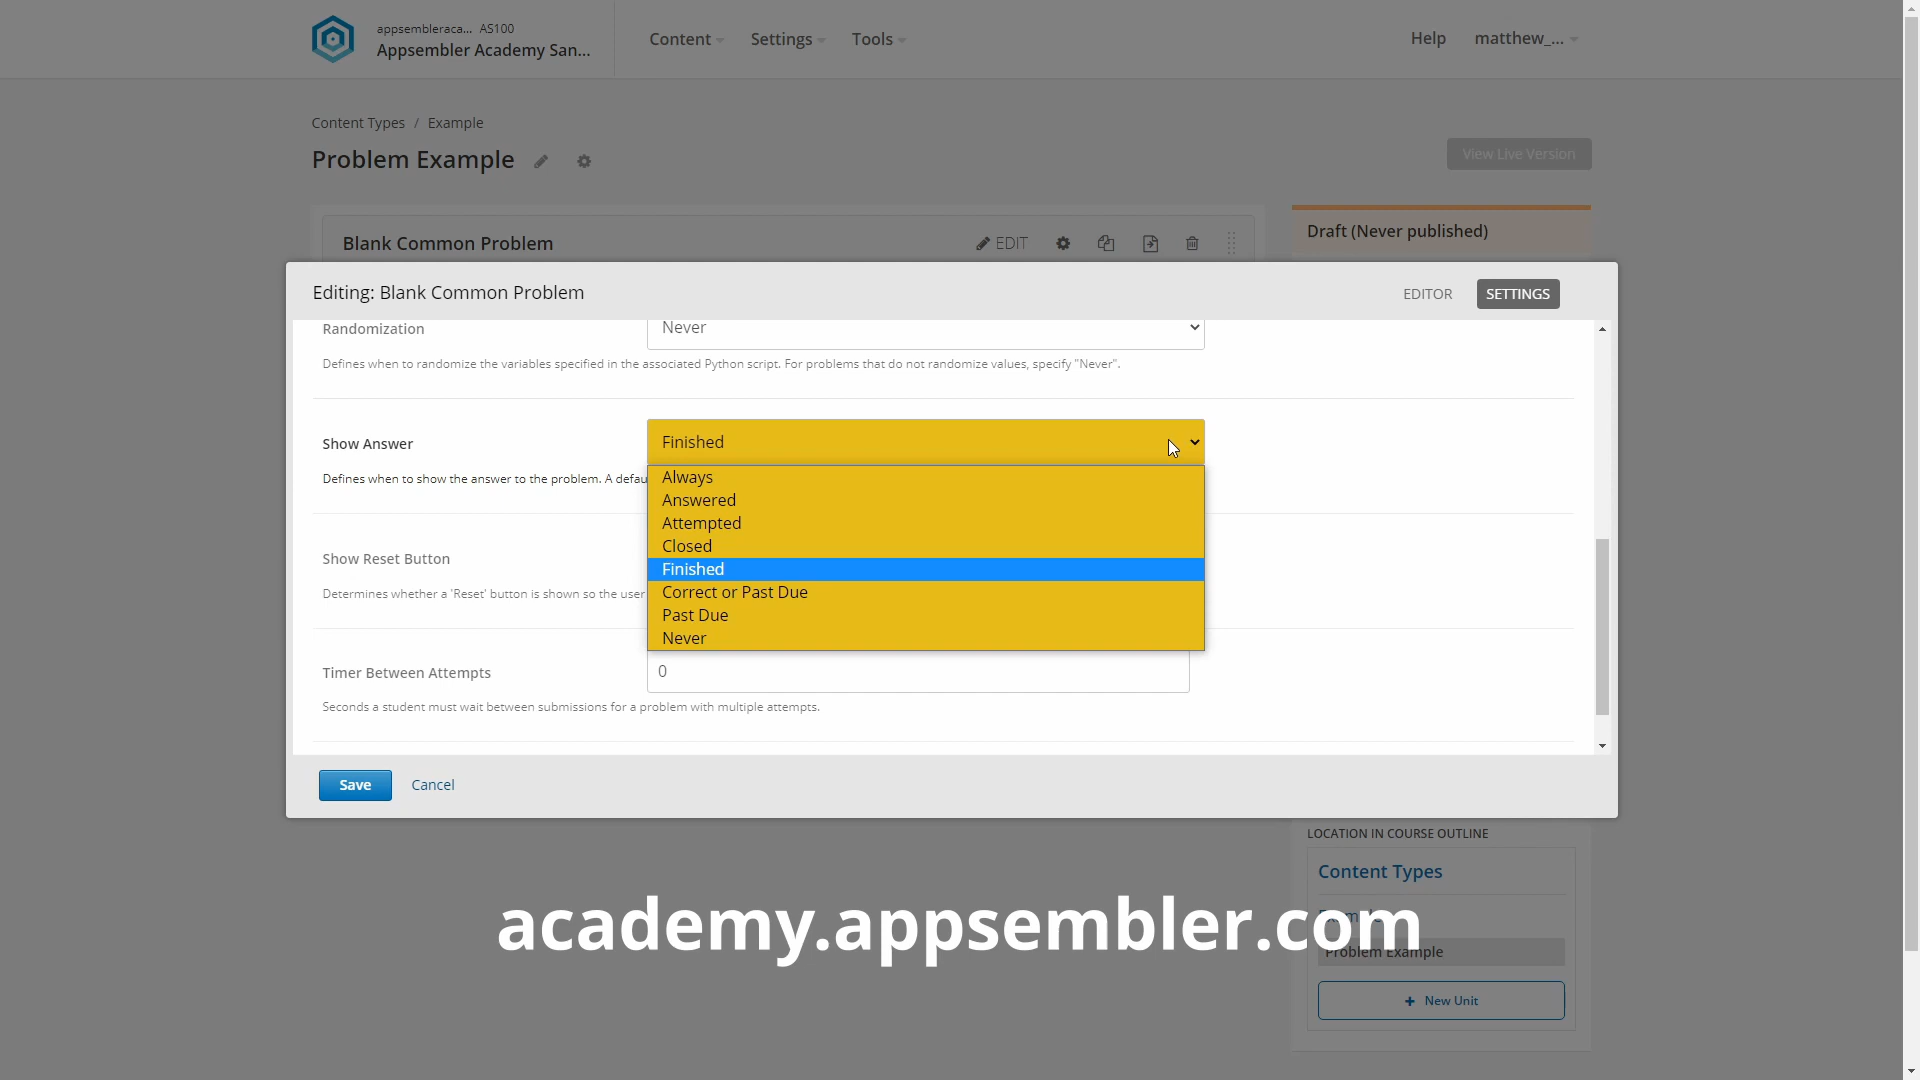 appsembleraca... AS100
Appsembler Academy San...
Content
Settings
Tools
Help
matthew_...
Content Types / Example
Problem Example
View Live Version
Blank Common Problem
EDIT
Draft (Never published)
Editing: Blank Common Problem
EDITOR
SETTINGS
Randomization
Never
Defines when to randomize the variables specified in the associated Python script. For problems that do not randomize values, specify "Never".
Show Answer
Finished
Defines when to show the answer to the problem. A defau
Always
Answered
Attempted
Closed
Finished
Correct or Past Due
Past Due
Never
Show Reset Button
Determines whether a 'Reset' button is shown so the user
Timer Between Attempts
0
Seconds a student must wait between submissions for a problem with multiple attempts.
Save
Cancel
LOCATION IN COURSE OUTLINE
Content Types
academy.appsembler.com
Problem Example
+ New Unit